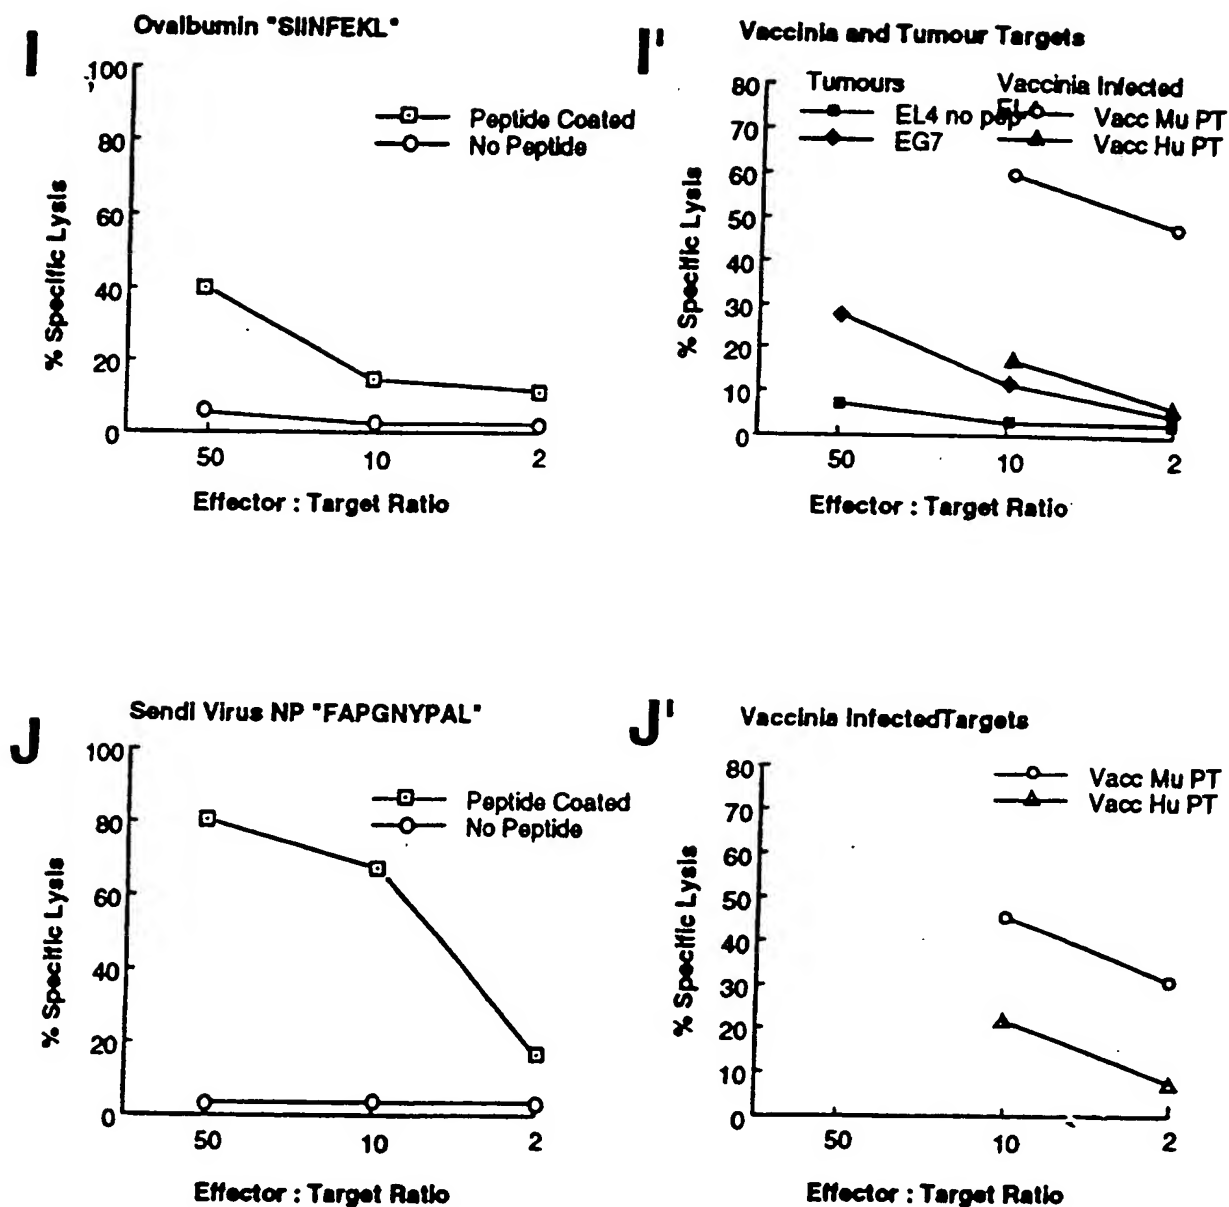 I
Ovalbumin "SIINFEKL"
100
80
60
40
20
0
% Specific Lysis
50 10 2
Effector : Target Ratio
Peptide Coated
No Peptide
I'
Vaccinia and Tumour Targets
Tumours
EL4 no pep
EG7
Vaccinia Infected
EL4
Vacc Mu PT
Vacc Hu PT
80
70
60
50
40
30
20
10
0
% Specific Lysis
50 10 2
Effector : Target Ratio
J
Sendi Virus NP "FAPGNYPAL"
100
80
60
40
20
0
% Specific Lysis
50 10 2
Effector : Target Ratio
Peptide Coated
No Peptide
J'
Vaccinia InfectedTargets
Vacc Mu PT
Vacc Hu PT
80
70
60
50
40
30
20
10
0
% Specific Lysis
50 10 2
Effector : Target Ratio